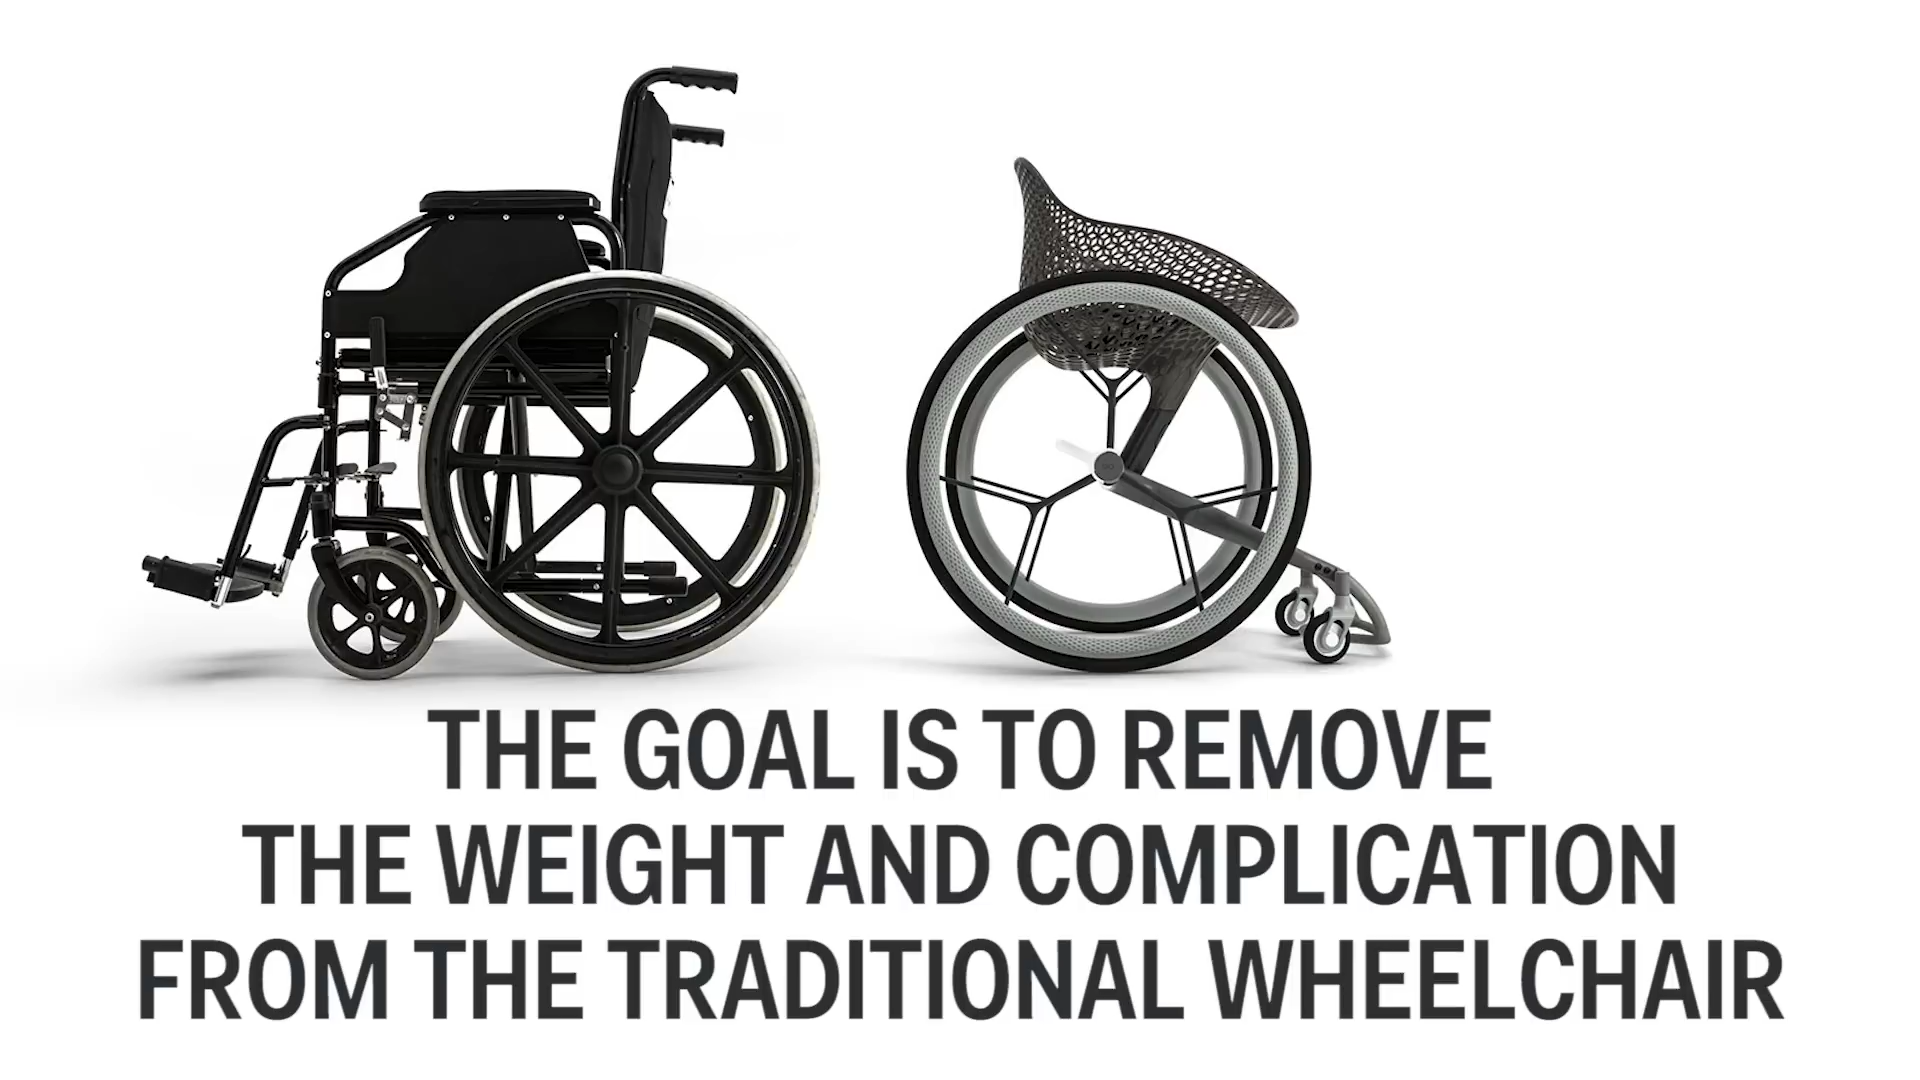 THE GOAL IS TO REMOVE
THE WEIGHT AND COMPLICATION
FROM THE TRADITIONAL WHEELCHAIR